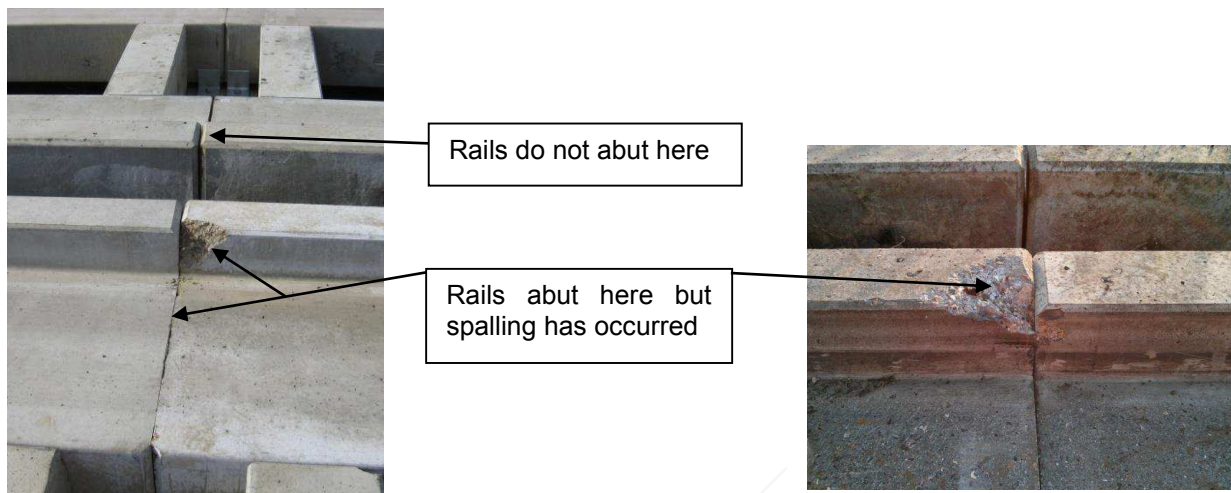 Rails do not abut here
Rails abut here but
spalling has occurred